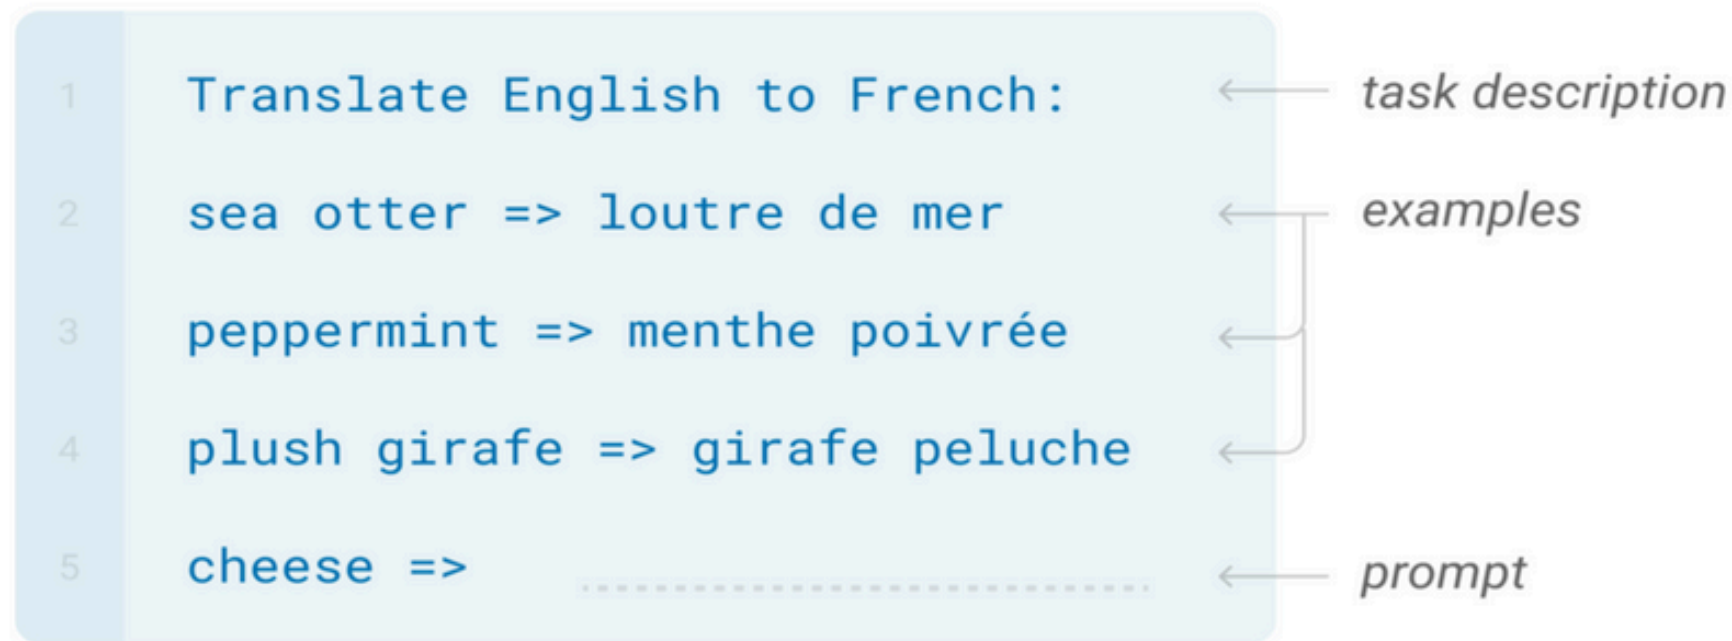 1 Translate English to French: task description
2 sea otter => loutre de mer examples
3 peppermint => menthe poivrée
4 plush girafe => girafe peluche
5 cheese => prompt